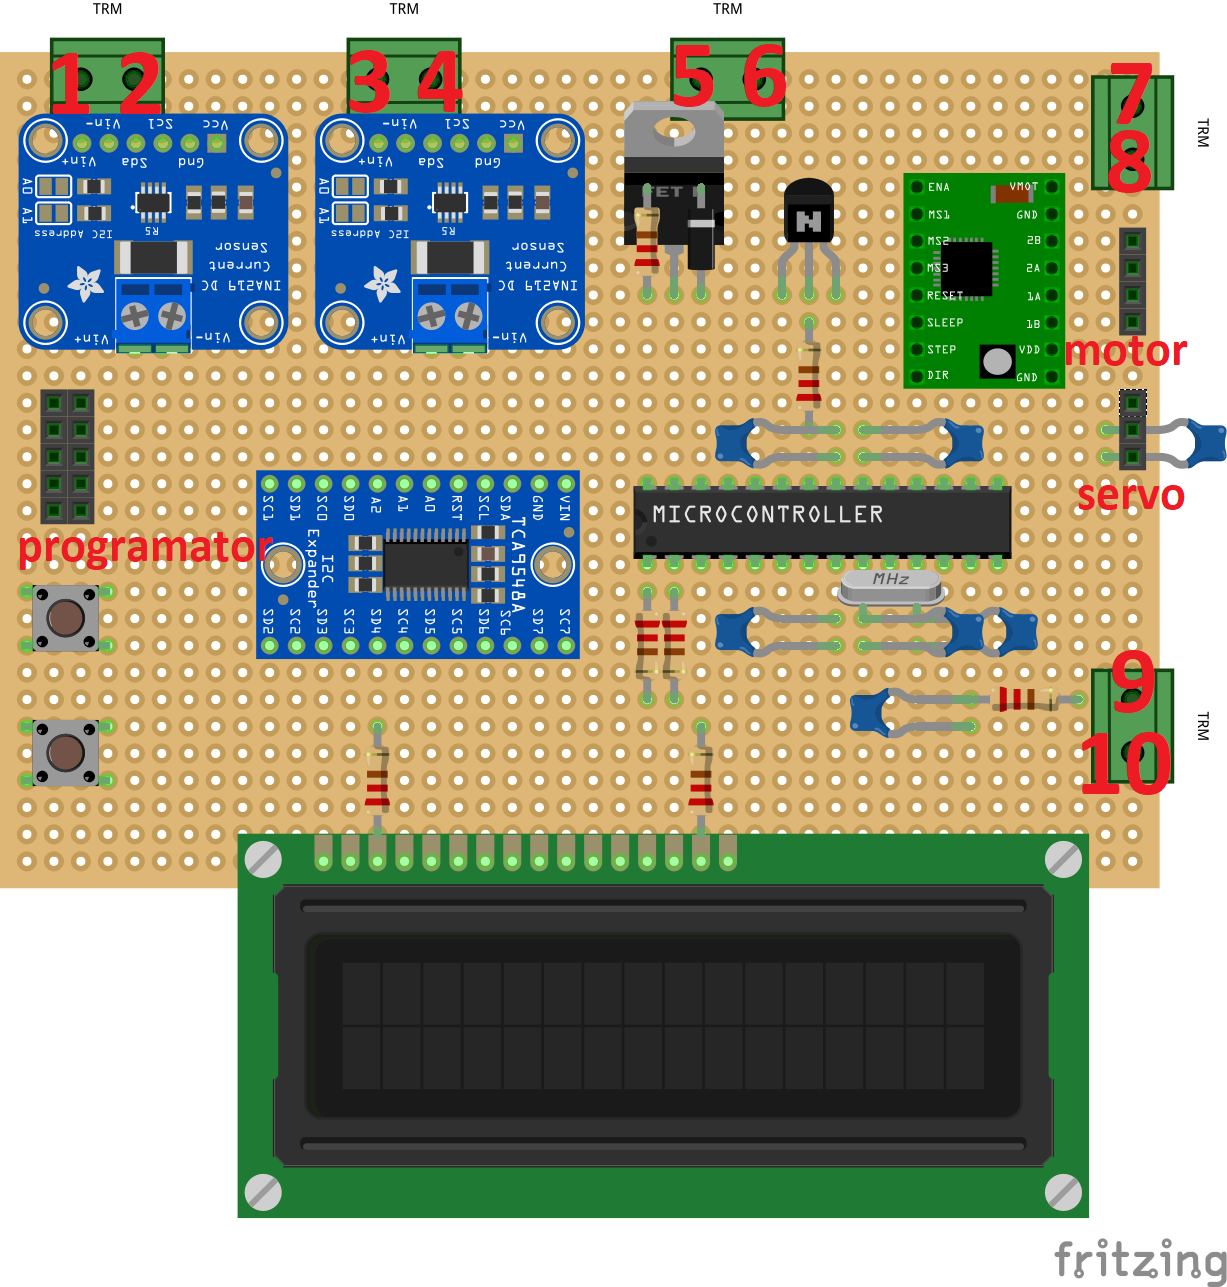 TRM TRM TRM
1 2 3 4 5 6
7
8
TRM
Vin- Scl Vcc
Vin+ Sda Gnd
A0
A1
I2C Address
R5
INA219 DC
Current
Sensor
Vin+ Vin-
Vin- Scl Vcc
Vin+ Sda Gnd
A0
A1
I2C Address
R5
INA219 DC
Current
Sensor
Vin+ Vin-
FET
N
ENA VMOT
MS1 GND
MS2 2B
MS3 2A
RESET 1A
SLEEP 1B
STEP VDD
DIR GND
motor
servo
programator
SC1 SD1 SC0 SD0 A2 A1 A0 RST SCL SDA GND VIN
I2C
Expander
TCA9548A
SD2 SC2 SD3 SC3 SD4 SC4 SD5 SC5 SD6 SC6 SD7 SC7
MICROCONTROLLER
MHz
9
10
TRM
fritzing